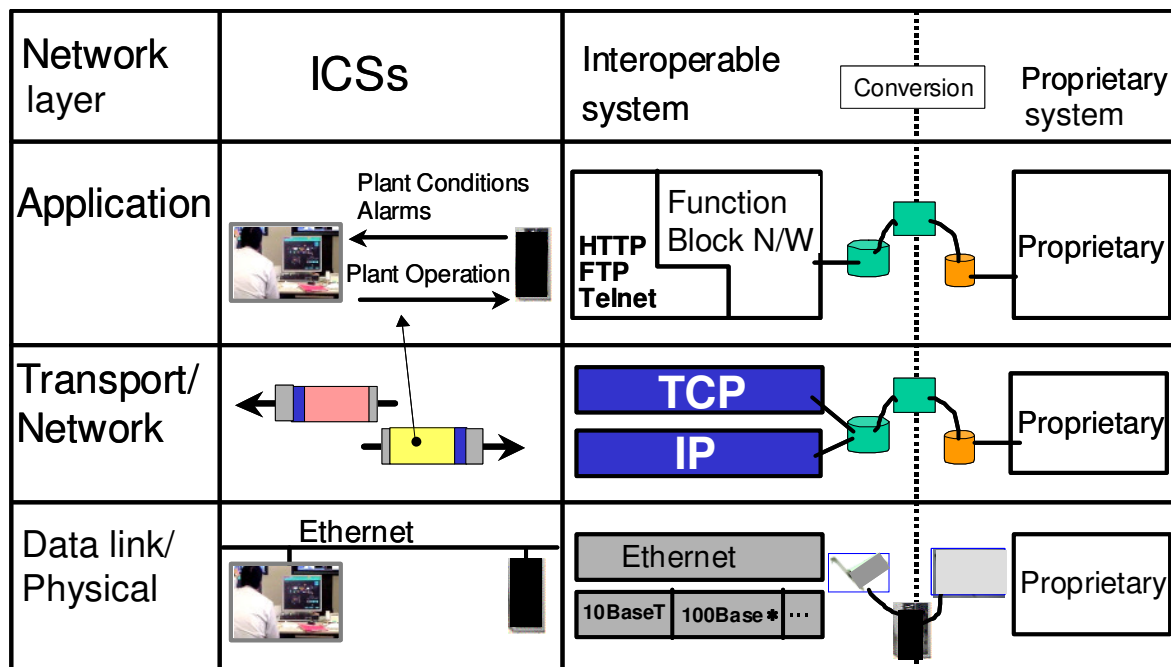 Network
layer
ICSs
Interoperable
system
Conversion
Proprietary
system
Application
Plant Conditions
Alarms
Plant Operation
HTTP
FTP
Telnet
Function
Block N/W
Proprietary
Transport/
Network
TCP
IP
Proprietary
Data link/
Physical
Ethernet
Ethernet
10BaseT
100Base*
...
Proprietary